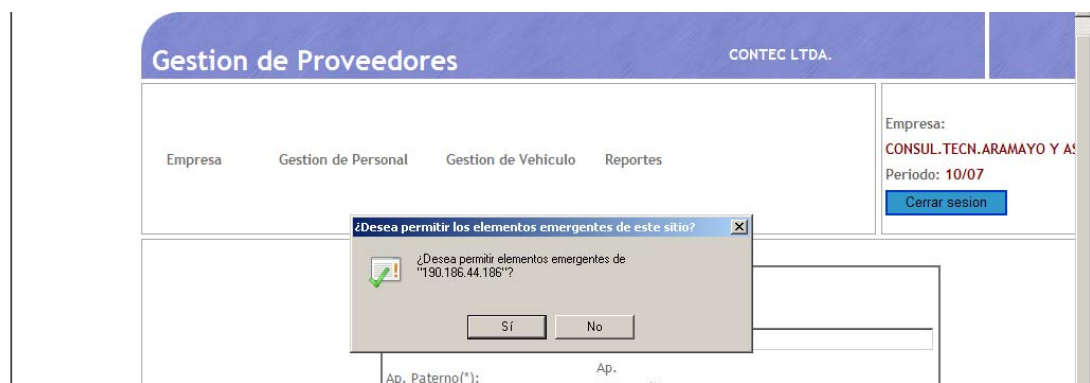 Gestion de Proveedores
CONTEC LTDA.
Empresa:
CONSUL.TECN.ARAMAYO Y
Periodo: 10/07
Cerrar sesion
Empresa Gestion de Personal Gestion de Vehiculo Reportes
¿Desea permitir los elementos emergentes de este sitio?
¿Desea permitir elementos emergentes de
"190.186.44.186"?
Sí No
Ap. Paterno(*):
Ap.